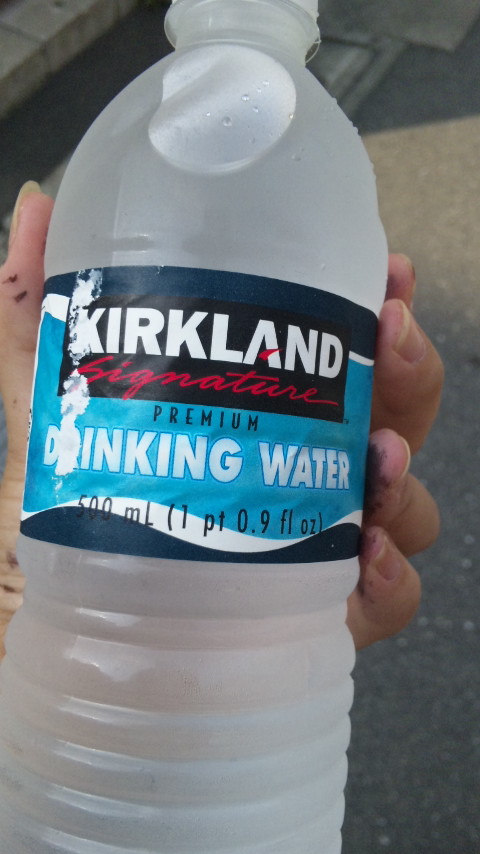 KIRKLAND
Signature
PREMIUM
DRINKING WATER
500 mL (1 pt 0.9 fl oz)